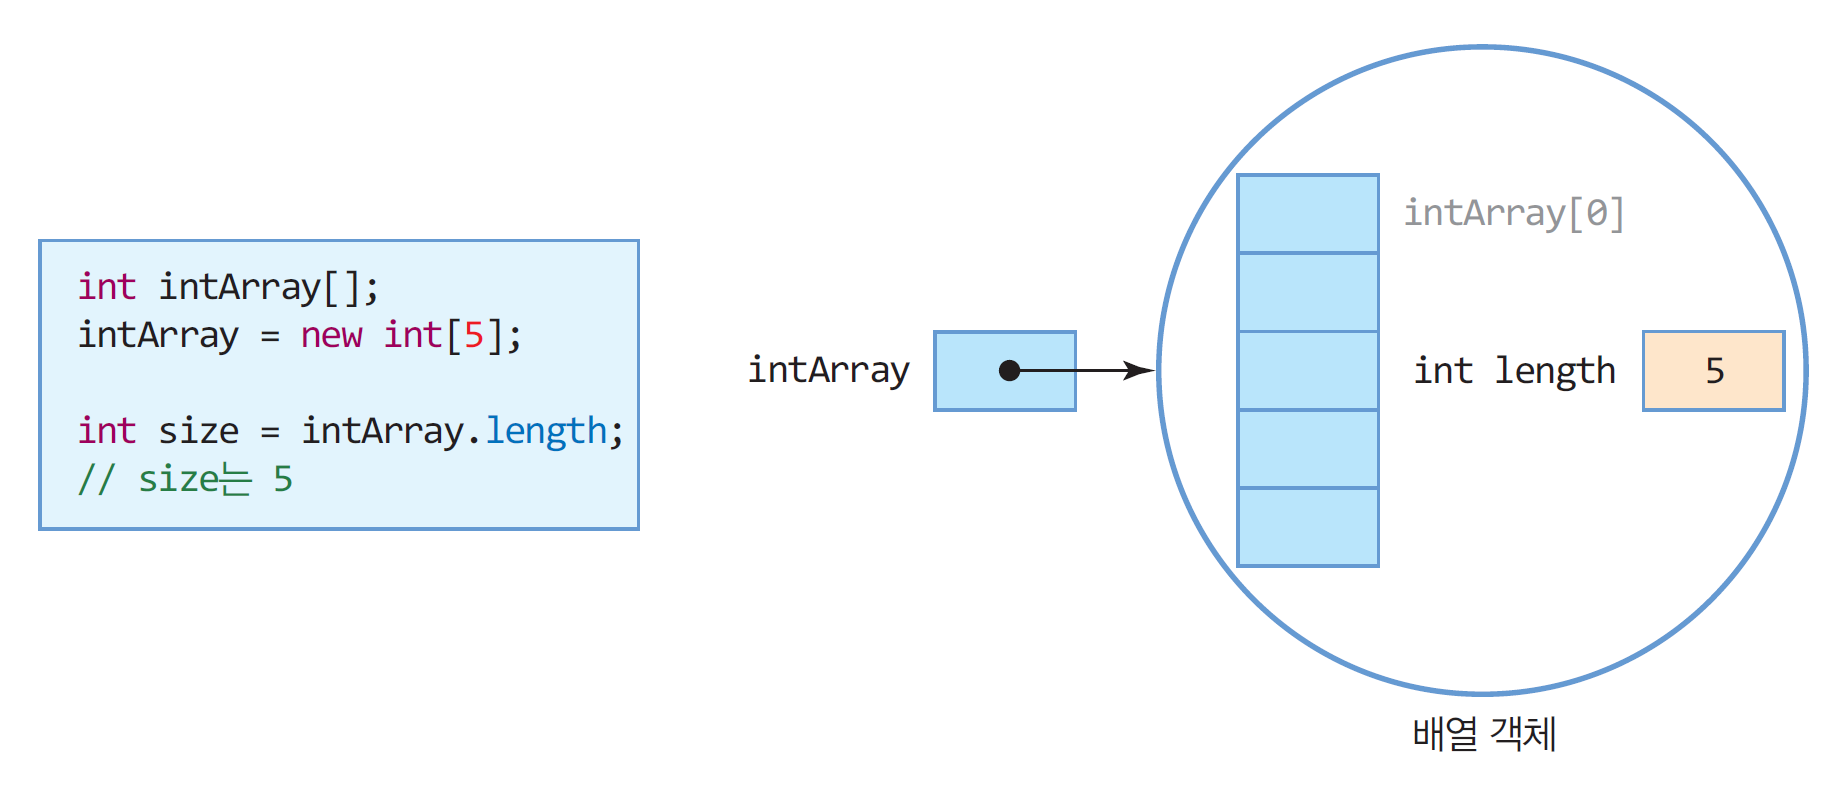 int intArray[];
intArray = new int[5];
int size = intArray.length;
// size는 5
intArray
intArray[0]
int length 5
배열 객체